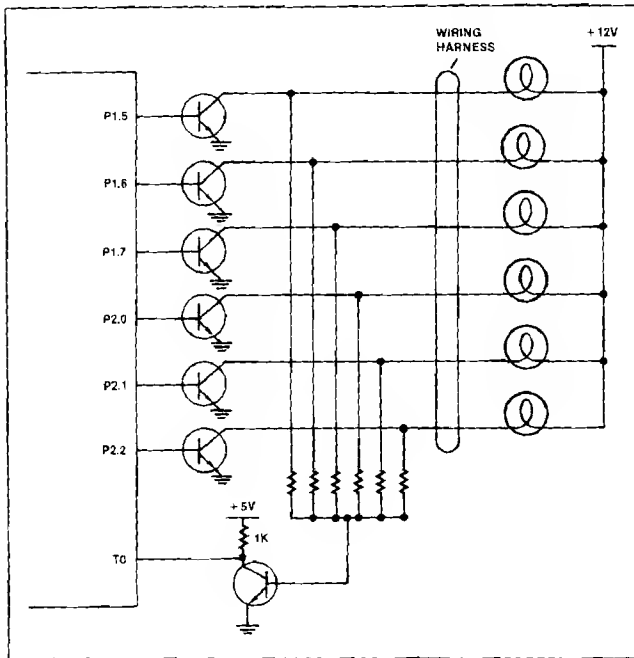 WIRING
HARNESS
+12V
P1.5
P1.6
P1.7
P2.0
P2.1
P2.2
+5V
1K
T0